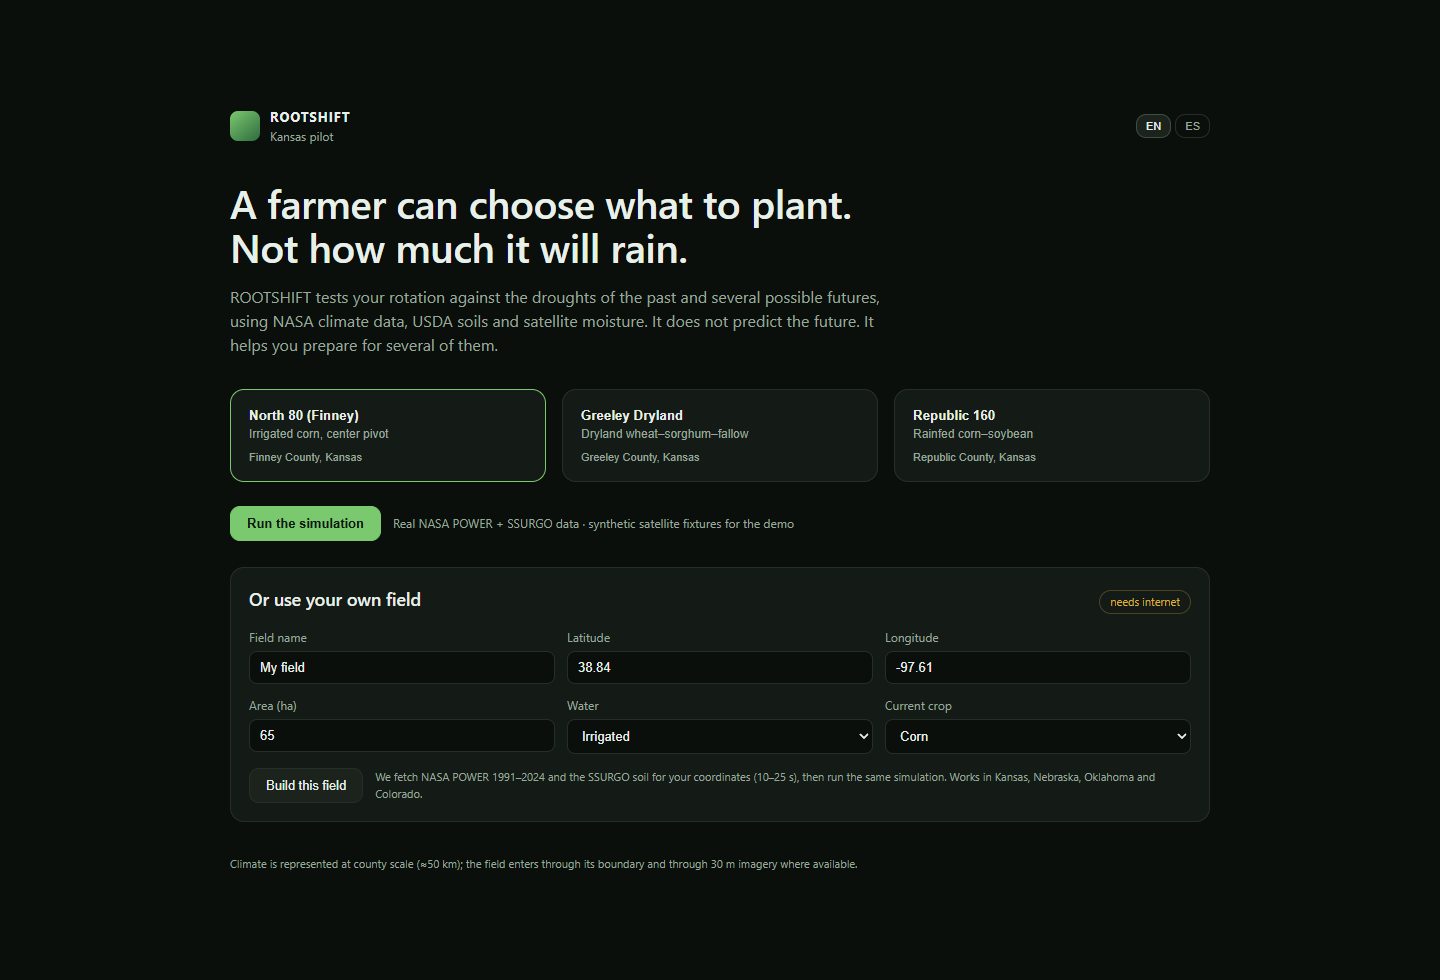 ROOTSHIFT
Kansas pilot
EN
ES
A farmer can choose what to plant.
Not how much it will rain.
ROOTSHIFT tests your rotation against the droughts of the past and several possible futures,
using NASA climate data, USDA soils and satellite moisture. It does not predict the future. It
helps you prepare for several of them.
North 80 (Finney)
Irrigated corn, center pivot
Finney County, Kansas
Greeley Dryland
Dryland wheat–sorghum–fallow
Greeley County, Kansas
Republic 160
Rainfed corn–soybean
Republic County, Kansas
Run the simulation
Real NASA POWER + SSURGO data · synthetic satellite fixtures for the demo
Or use your own field
needs internet
Field name
Latitude
Longitude
My field
38.84
-97.61
Area (ha)
Water
Current crop
65
Irrigated
Corn
Build this field
We fetch NASA POWER 1991–2024 and the SSURGO soil for your coordinates (10–25 s), then run the same simulation. Works in Kansas, Nebraska, Oklahoma and
Colorado.
Climate is represented at county scale (≈50 km); the field enters through its boundary and through 30 m imagery where available.